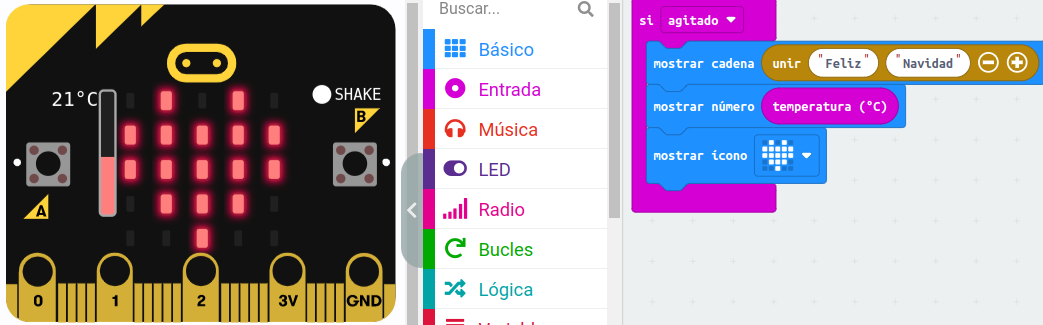 21°C
SHAKE
B
A
0 1 2 3V GND
Buscar...
Básico
Entrada
Música
LED
Radio
Bucles
Lógica
si agitado
mostrar cadena unir "Feliz" "Navidad"
mostrar número temperatura (°C)
mostrar ícono